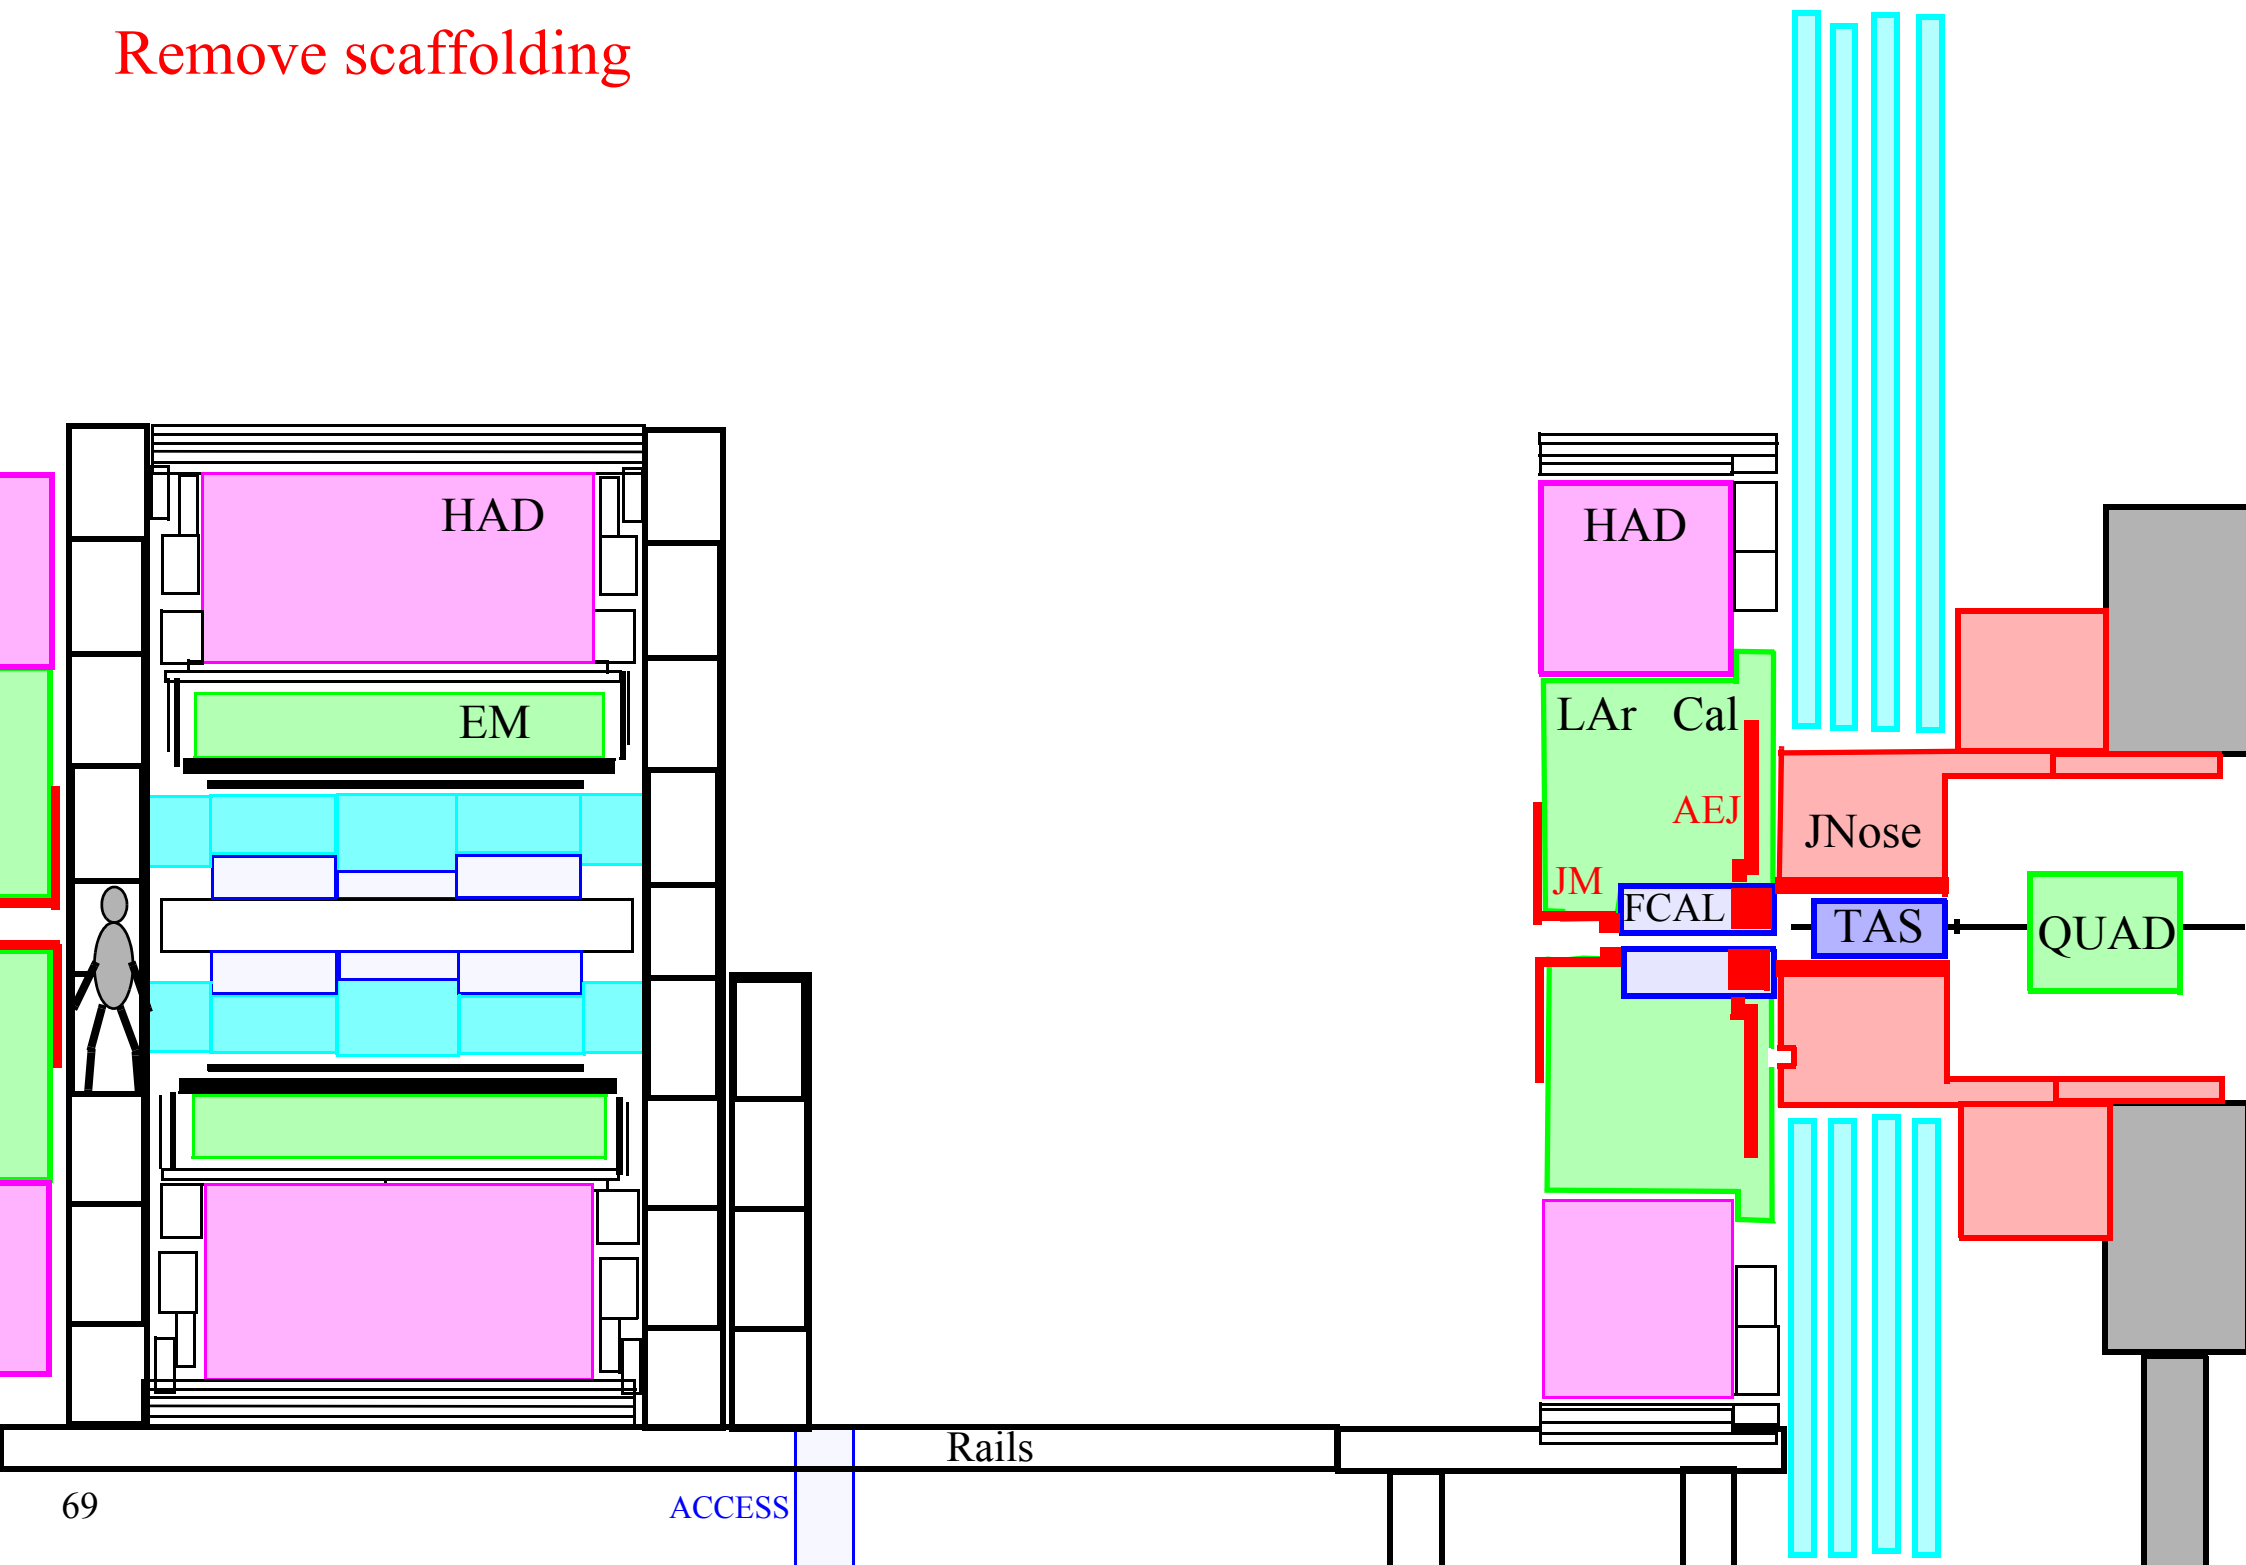 Remove scaffolding
HAD
HAD
EM
LAr Cal
AEJ
JNose
JM
FCAL
TAS
QUAD
Rails
69
ACCESS